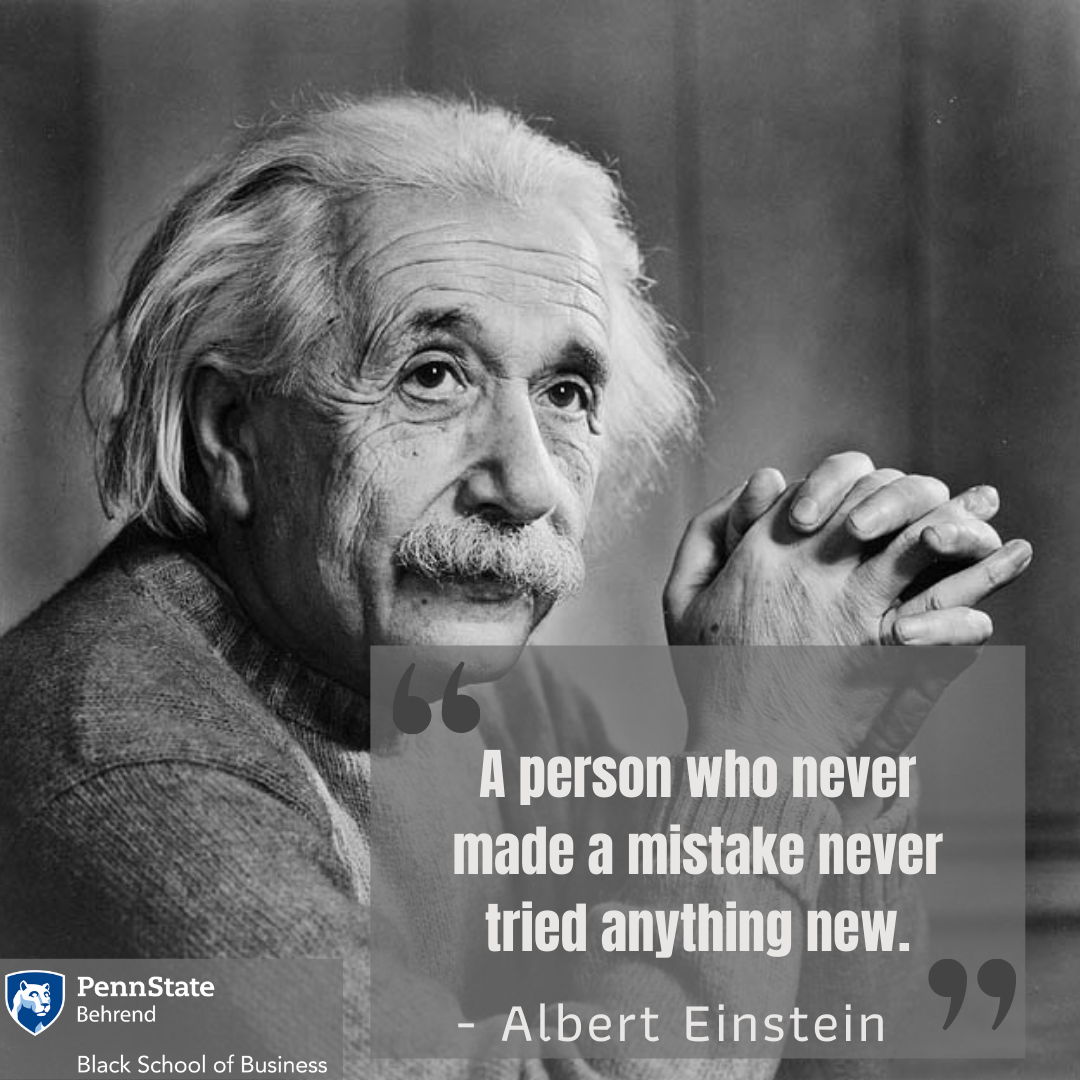 “
A person who never
made a mistake never
tried anything new.
”
- Albert Einstein
PennState
Behrend
Black School of Business